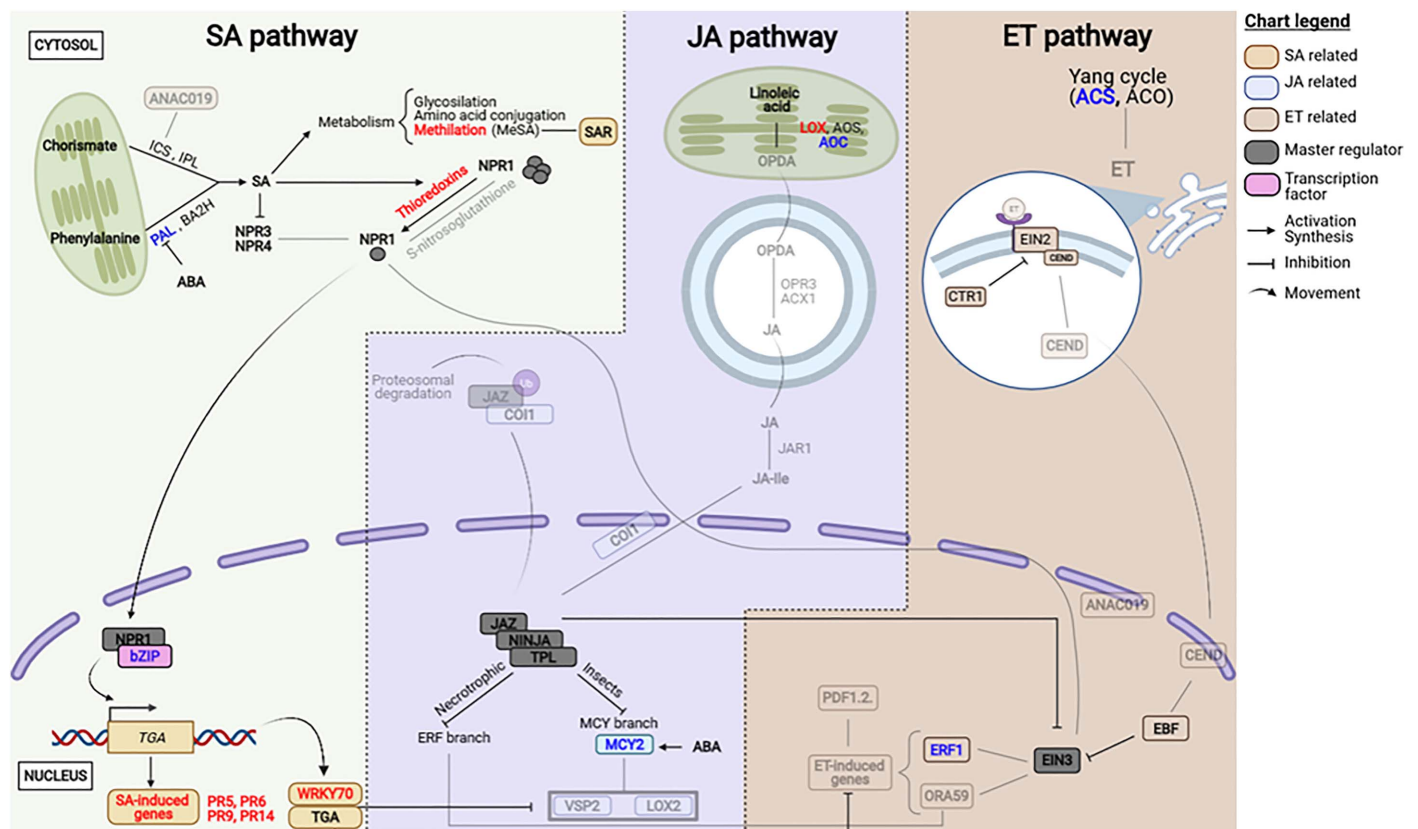 SA pathway
JA pathway
ET pathway
CYTOSOL
ANAC019
Chorismate
ICS, IPL
Phenylalanine
PAL, BA2H
ABA
SA
NPR3
NPR4
Metabolism
Glycosilation
Amino acid conjugation
Methilation (MeSA)
SAR
NPR1
Thioredoxins
S-nitrosoglutathione
NPR1
Linoleic
acid
LOX, AOS,
AOC
OPDA
OPDA
OPR3
ACX1
JA
JA
JAR1
JA-Ile
COI1
Proteosomal
degradation
Ub
JAZ
COI1
Yang cycle
(ACS, ACO)
ET
ET
EIN2
CEND
CTR1
CEND
ANAC019
CEND
EBF
EIN3
ERF1
ORA59
ET-induced
genes
PDF1.2.
JAZ
NINJA
TPL
Necrotrophic
Insects
ERF branch
MCY branch
MCY2
ABA
VSP2
LOX2
NPR1
bZIP
TGA
NUCLEUS
SA-induced
genes
PR5, PR6
PR9, PR14
WRKY70
TGA
Chart legend
SA related
JA related
ET related
Master regulator
Transcription
factor
Activation
Synthesis
Inhibition
Movement